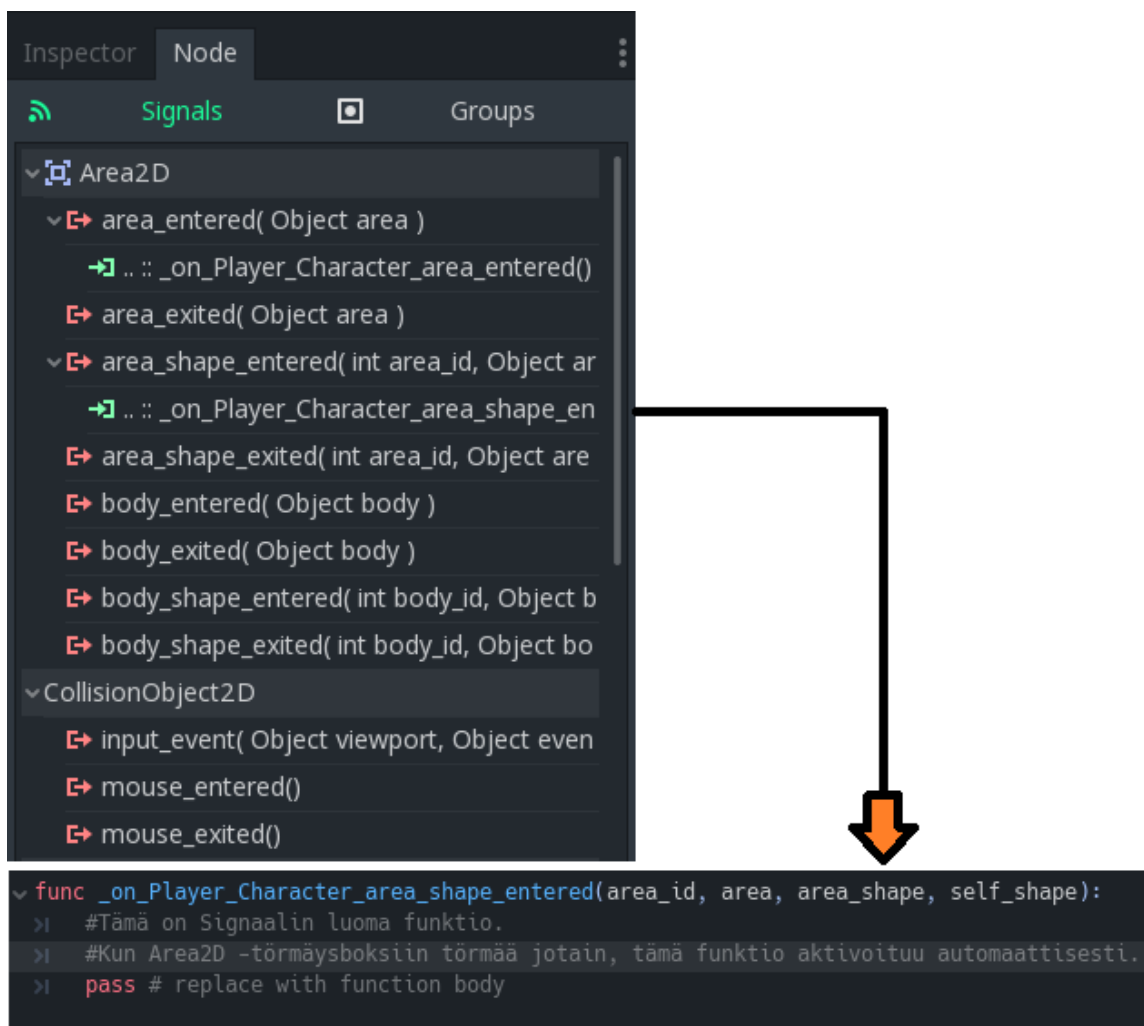 Inspector Node
Signals Groups
Area2D
area_entered( Object area )
.. :: _on_Player_Character_area_entered()
area_exited( Object area )
area_shape_entered( int area_id, Object ar
.. :: _on_Player_Character_area_shape_en
area_shape_exited( int area_id, Object are
body_entered( Object body )
body_exited( Object body )
body_shape_entered( int body_id, Object b
body_shape_exited( int body_id, Object bo
CollisionObject2D
input_event( Object viewport, Object even
mouse_entered()
mouse_exited()
func _on_Player_Character_area_shape_entered(area_id, area, area_shape, self_shape):
#Tämä on Signaalin luoma funktio.
#Kun Area2D -törmäysboksiin törmää jotain, tämä funktio aktivoituu automaattisesti.
pass # replace with function body